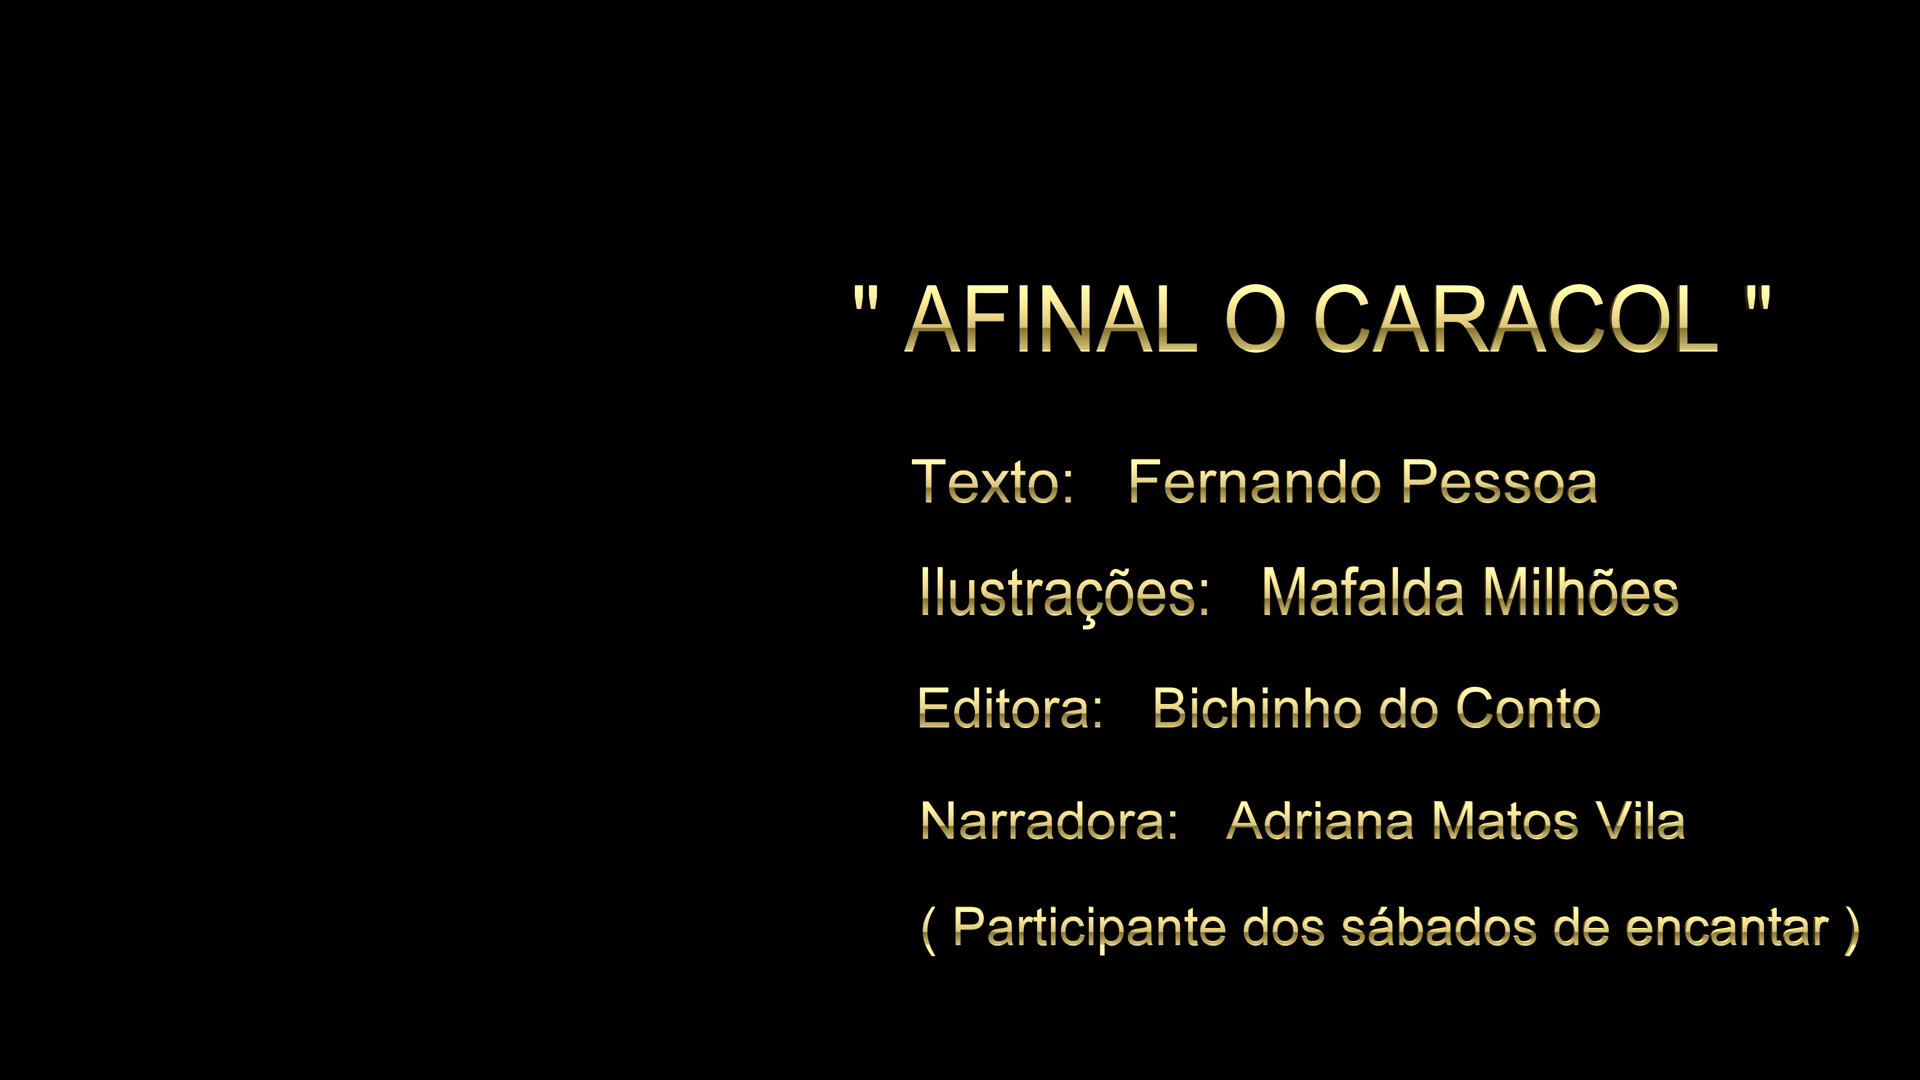 " AFINAL O CARACOL "
Texto: Fernando Pessoa
Ilustrações: Mafalda Milhões
Editora: Bichinho do Conto
Narradora: Adriana Matos Vila
( Participante dos sábados de encantar )